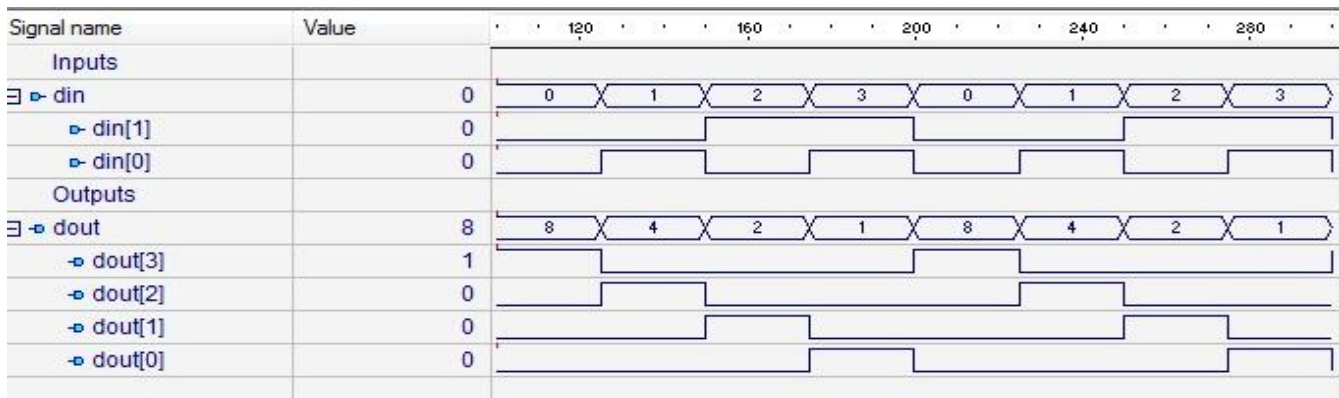 Signal name Value 120 160 200 240 280
Inputs
din 0 0 1 2 3 0 1 2 3
din[1] 0
din[0] 0
Outputs
dout 8 8 4 2 1 8 4 2 1
dout[3] 1
dout[2] 0
dout[1] 0
dout[0] 0